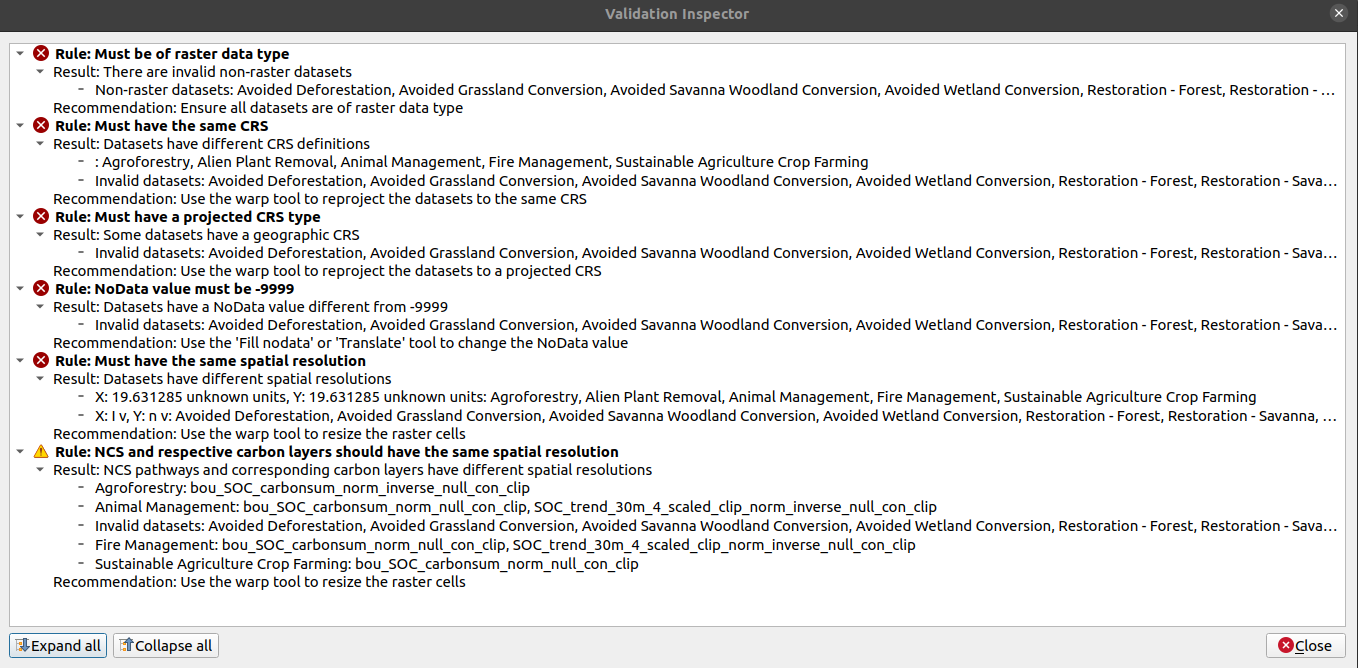 Validation Inspector
Rule: Must be of raster data type
Result: There are invalid non-raster datasets
- Non-raster datasets: Avoided Deforestation, Avoided Grassland Conversion, Avoided Savanna Woodland Conversion, Avoided Wetland Conversion, Restoration - Forest, Restoration - ...
Recommendation: Ensure all datasets are of raster data type
Rule: Must have the same CRS
Result: Datasets have different CRS definitions
- : Agroforestry, Alien Plant Removal, Animal Management, Fire Management, Sustainable Agriculture Crop Farming
- Invalid datasets: Avoided Deforestation, Avoided Grassland Conversion, Avoided Savanna Woodland Conversion, Avoided Wetland Conversion, Restoration - Forest, Restoration - Sava...
Recommendation: Use the warp tool to reproject the datasets to the same CRS
Rule: Must have a projected CRS type
Result: Some datasets have a geographic CRS
- Invalid datasets: Avoided Deforestation, Avoided Grassland Conversion, Avoided Savanna Woodland Conversion, Avoided Wetland Conversion, Restoration - Forest, Restoration - Sava...
Recommendation: Use the warp tool to reproject the datasets to a projected CRS
Rule: NoData value must be -9999
Result: Datasets have a NoData value different from -9999
- Invalid datasets: Avoided Deforestation, Avoided Grassland Conversion, Avoided Savanna Woodland Conversion, Avoided Wetland Conversion, Restoration - Forest, Restoration - Sava...
Recommendation: Use the 'Fill nodata' or 'Translate' tool to change the NoData value
Rule: Must have the same spatial resolution
Result: Datasets have different spatial resolutions
- X: 19.631285 unknown units, Y: 19.631285 unknown units: Agroforestry, Alien Plant Removal, Animal Management, Fire Management, Sustainable Agriculture Crop Farming
- X: I v, Y: n v: Avoided Deforestation, Avoided Grassland Conversion, Avoided Savanna Woodland Conversion, Avoided Wetland Conversion, Restoration - Forest, Restoration - Savanna, ...
Recommendation: Use the warp tool to resize the raster cells
Rule: NCS and respective carbon layers should have the same spatial resolution
Result: NCS pathways and corresponding carbon layers have different spatial resolutions
- Agroforestry: bou_SOC_carbonsum_norm_inverse_null_con_clip
- Animal Management: bou_SOC_carbonsum_norm_null_con_clip, SOC_trend_30m_4_scaled_clip_norm_inverse_null_con_clip
- Invalid datasets: Avoided Deforestation, Avoided Grassland Conversion, Avoided Savanna Woodland Conversion, Avoided Wetland Conversion, Restoration - Forest, Restoration - Sava...
- Fire Management: bou_SOC_carbonsum_norm_null_con_clip, SOC_trend_30m_4_scaled_clip_norm_inverse_null_con_clip
- Sustainable Agriculture Crop Farming: bou_SOC_carbonsum_norm_null_con_clip
Recommendation: Use the warp tool to resize the raster cells
Expand all Collapse all Close